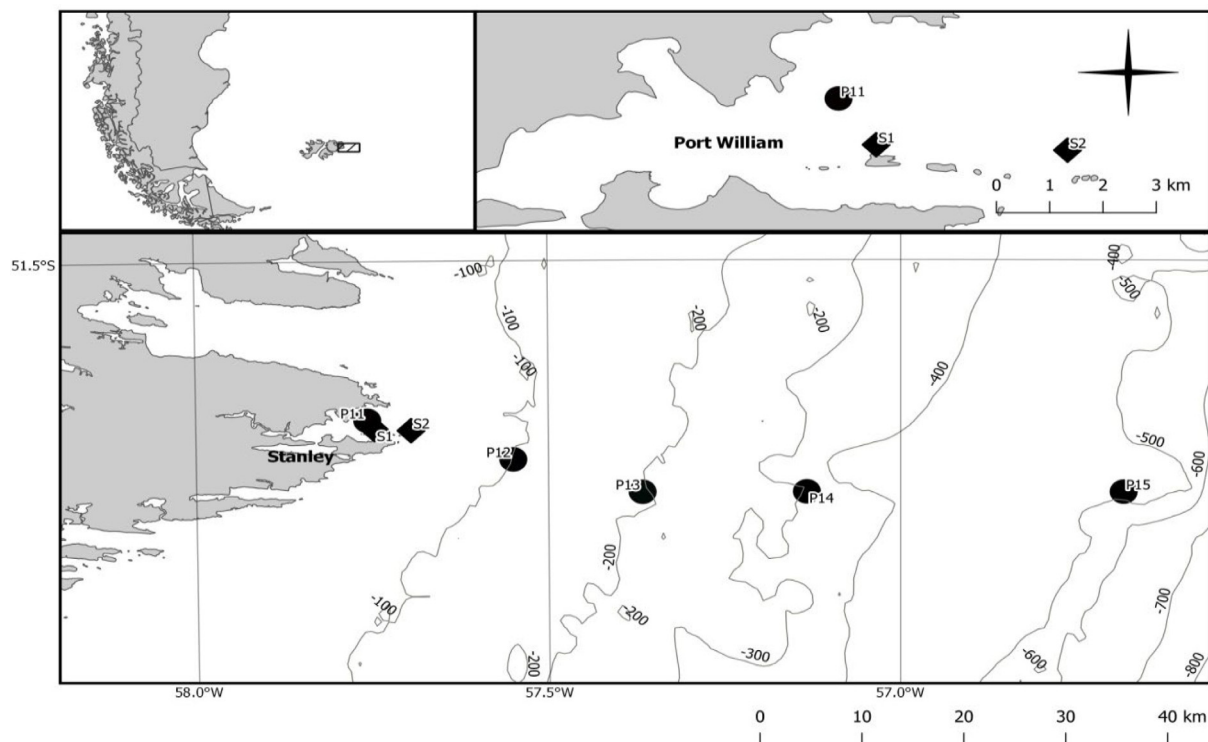 P11
Port William
S1
S2
0 1 2 3 km
51.5°S
-100
-100
-100
-200
-200
-400
-400
-500
-500
-600
P11
S1
S2
Stanley
P12
P13
P14
P15
-100
-200
-200
-200
-300
-600
-700
-800
58.0°W
57.5°W
57.0°W
0 10 20 30 40 km